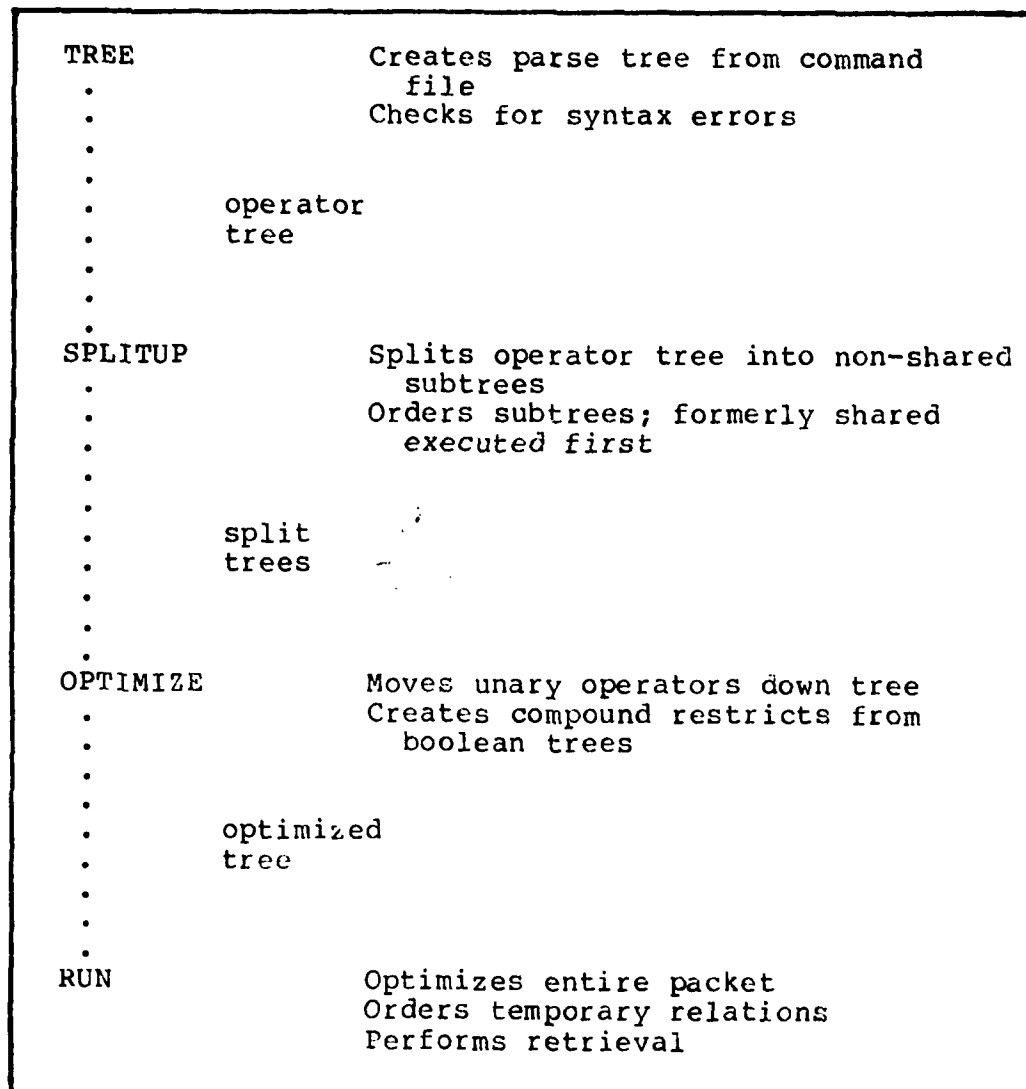 TREE Creates parse tree from command
file
. Checks for syntax errors
.
.
.
. operator
. tree
.
.
.
SPLITUP Splits operator tree into non-shared
. subtrees
. Orders subtrees; formerly shared
. executed first
.
.
. split
. trees
.
.
.
OPTIMIZE Moves unary operators down tree
. Creates compound restricts from
. boolean trees
.
.
. optimized
. tree
.
.
.
RUN Optimizes entire packet
Orders temporary relations
Performs retrieval